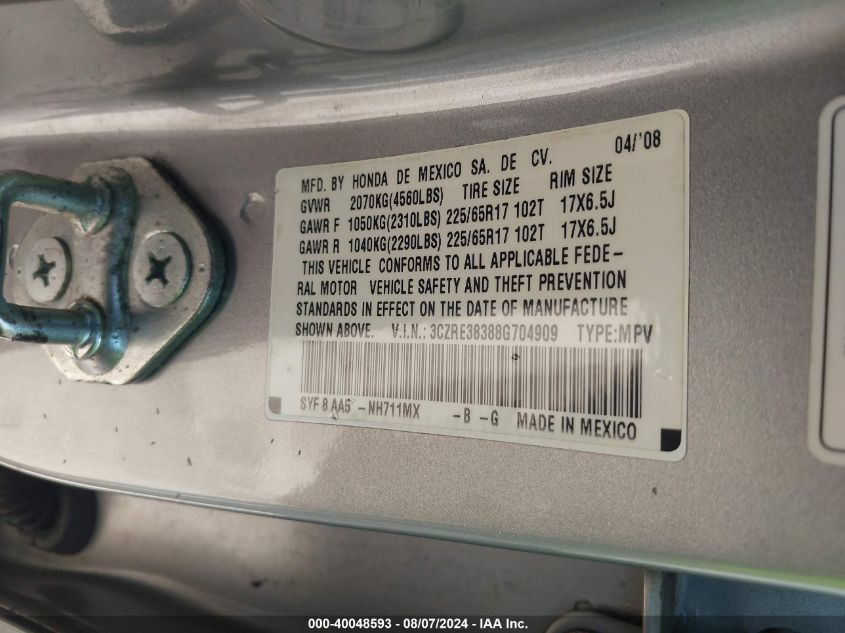 04/'08
MFD. BY HONDA DE MEXICO SA. DE CV.
GVWR 2070KG(4560LBS) TIRE SIZE RIM SIZE
GAWR F 1050KG(2310LBS) 225/65R17 102T 17X6.5J
GAWR R 1040KG(2290LBS) 225/65R17 102T 17X6.5J
THIS VEHICLE CONFORMS TO ALL APPLICABLE FEDE-
RAL MOTOR VEHICLE SAFETY AND THEFT PREVENTION
STANDARDS IN EFFECT ON THE DATE OF MANUFACTURE
SHOWN ABOVE. V.I.N.: 3CZRE38388G704909 TYPE:MPV
SYF 8 AA5 -NH711MX -B -G MADE IN MEXICO
000-40048593 — 08/07/2024 — IAA Inc.